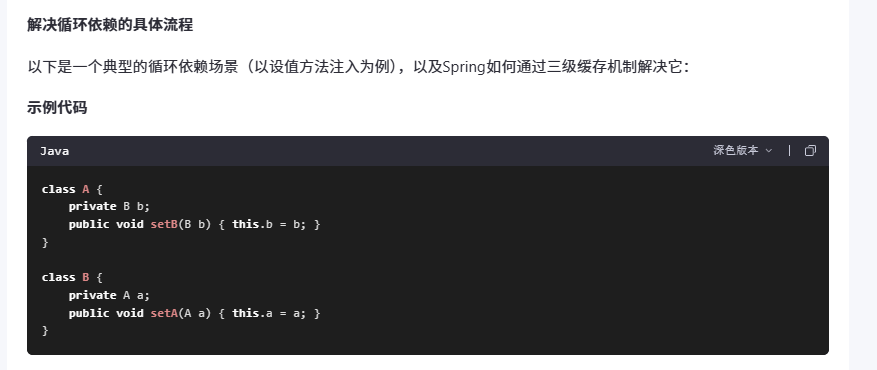 解决循环依赖的具体流程
以下是一个典型的循环依赖场景（以设值方法注入为例），以及Spring如何通过三级缓存机制解决它：
示例代码
Java
深色版本
class A {
    private B b;
    public void setB(B b) { this.b = b; }
}

class B {
    private A a;
    public void setA(A a) { this.a = a; }
}